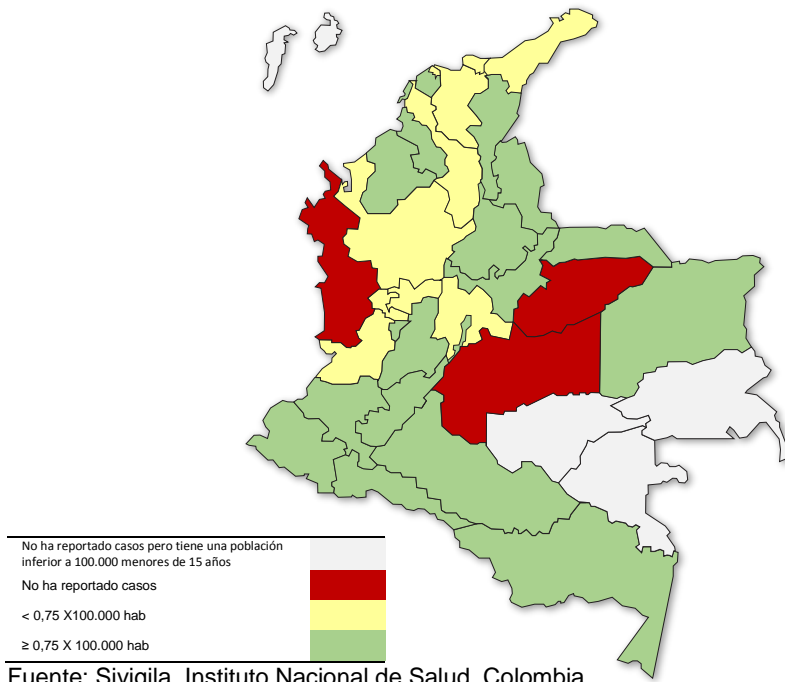 No ha reportado casos pero tiene una población
inferior a 100.000 menores de 15 años
No ha reportado casos
< 0,75 X100.000 hab
≥ 0,75 X 100.000 hab
Fuente: Sivigila, Instituto Nacional de Salud, Colombia